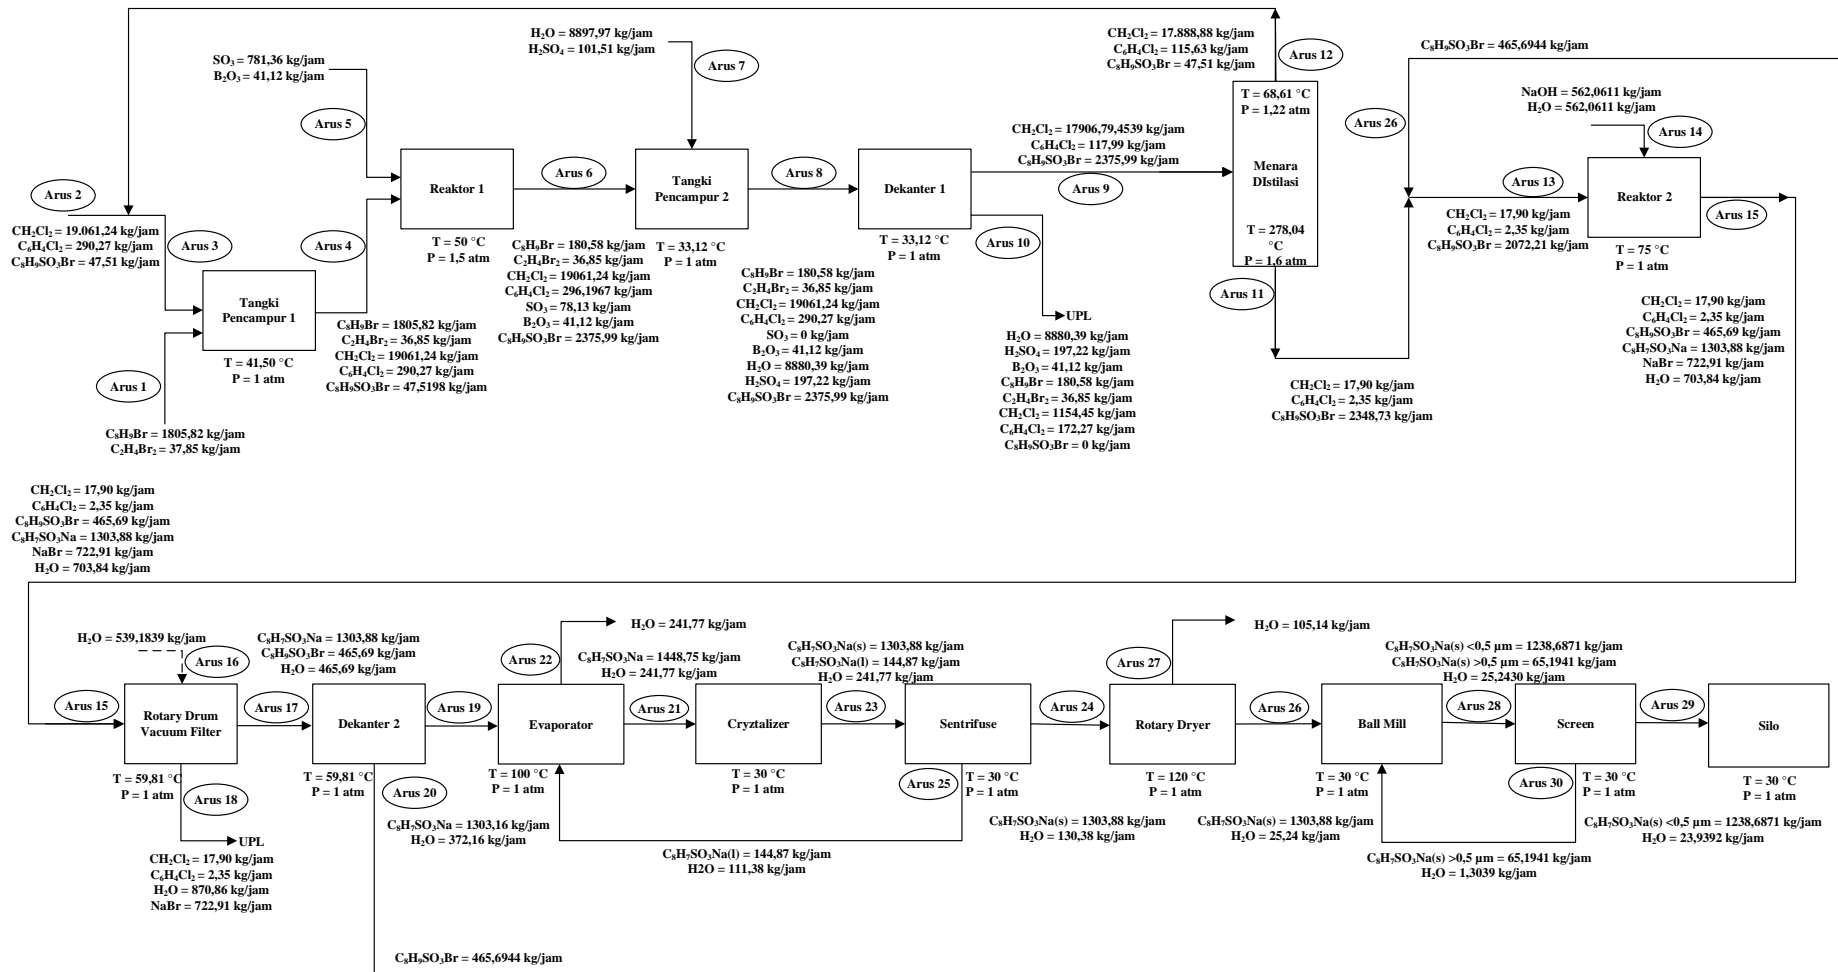 H₂O = 8897,97 kg/jam
H₂SO₄ = 101,51 kg/jam
Arus 7
SO₃ = 781,36 kg/jam
B₂O₃ = 41,12 kg/jam
Arus 5
CH₂Cl₂ = 17.888,88 kg/jam
C₆H₄Cl₂ = 115,63 kg/jam
C₈H₉SO₃Br = 47,51 kg/jam
Arus 12
C₈H₉SO₃Br = 465,6944 kg/jam
Arus 26
NaOH = 562,0611 kg/jam
H₂O = 562,0611 kg/jam
Arus 14
Arus 2
CH₂Cl₂ = 19.061,24 kg/jam
C₆H₄Cl₂ = 290,27 kg/jam
C₈H₉SO₃Br = 47,51 kg/jam
Arus 3
Tangki
Pencampur 1
T = 41,50 °C
P = 1 atm
Arus 1
C₈H₉Br = 1805,82 kg/jam
C₂H₄Br₂ = 37,85 kg/jam
Arus 4
C₈H₉Br = 1805,82 kg/jam
C₂H₄Br₂ = 36,85 kg/jam
CH₂Cl₂ = 19061,24 kg/jam
C₆H₄Cl₂ = 290,27 kg/jam
C₈H₉SO₃Br = 47,5198 kg/jam
Reaktor 1
T = 50 °C
P = 1,5 atm
Arus 6
C₈H₉Br = 180,58 kg/jam
C₂H₄Br₂ = 36,85 kg/jam
CH₂Cl₂ = 19061,24 kg/jam
C₆H₄Cl₂ = 296,1967 kg/jam
SO₃ = 78,13 kg/jam
B₂O₃ = 41,12 kg/jam
C₈H₉SO₃Br = 2375,99 kg/jam
Tangki
Pencampur 2
T = 33,12 °C
P = 1 atm
Arus 8
C₈H₉Br = 180,58 kg/jam
C₂H₄Br₂ = 36,85 kg/jam
CH₂Cl₂ = 19061,24 kg/jam
C₆H₄Cl₂ = 290,27 kg/jam
SO₃ = 0 kg/jam
B₂O₃ = 41,12 kg/jam
H₂O = 8880,39 kg/jam
H₂SO₄ = 197,22 kg/jam
C₈H₉SO₃Br = 2375,99 kg/jam
Dekanter 1
T = 33,12 °C
P = 1 atm
CH₂Cl₂ = 17906,79,4539 kg/jam
C₆H₄Cl₂ = 117,99 kg/jam
C₈H₉SO₃Br = 2375,99 kg/jam
Arus 9
Arus 10
UPL
H₂O = 8880,39 kg/jam
H₂SO₄ = 197,22 kg/jam
B₂O₃ = 41,12 kg/jam
C₈H₉Br = 180,58 kg/jam
C₂H₄Br₂ = 36,85 kg/jam
CH₂Cl₂ = 1154,45 kg/jam
C₆H₄Cl₂ = 172,27 kg/jam
C₈H₉SO₃Br = 0 kg/jam
T = 68,61 °C
P = 1,22 atm
Menara
DIstilasi
T = 278,04
°C
P = 1,6 atm
Arus 11
CH₂Cl₂ = 17,90 kg/jam
C₆H₄Cl₂ = 2,35 kg/jam
C₈H₉SO₃Br = 2348,73 kg/jam
Arus 13
CH₂Cl₂ = 17,90 kg/jam
C₆H₄Cl₂ = 2,35 kg/jam
C₈H₉SO₃Br = 2072,21 kg/jam
Reaktor 2
T = 75 °C
P = 1 atm
Arus 15
CH₂Cl₂ = 17,90 kg/jam
C₆H₄Cl₂ = 2,35 kg/jam
C₈H₉SO₃Br = 465,69 kg/jam
C₈H₇SO₃Na = 1303,88 kg/jam
NaBr = 722,91 kg/jam
H₂O = 703,84 kg/jam
CH₂Cl₂ = 17,90 kg/jam
C₆H₄Cl₂ = 2,35 kg/jam
C₈H₉SO₃Br = 465,69 kg/jam
C₈H₇SO₃Na = 1303,88 kg/jam
NaBr = 722,91 kg/jam
H₂O = 703,84 kg/jam
H₂O = 539,1839 kg/jam
Arus 16
Arus 15
Rotary Drum
Vacuum Filter
T = 59,81 °C
P = 1 atm
Arus 18
UPL
CH₂Cl₂ = 17,90 kg/jam
C₆H₄Cl₂ = 2,35 kg/jam
H₂O = 870,86 kg/jam
NaBr = 722,91 kg/jam
C₈H₇SO₃Na = 1303,88 kg/jam
C₈H₉SO₃Br = 465,69 kg/jam
H₂O = 465,69 kg/jam
Arus 17
Dekanter 2
T = 59,81 °C
P = 1 atm
Arus 20
C₈H₉SO₃Br = 465,6944 kg/jam
Arus 19
C₈H₇SO₃Na = 1303,16 kg/jam
H₂O = 372,16 kg/jam
Evaporator
T = 100 °C
P = 1 atm
Arus 22
H₂O = 241,77 kg/jam
C₈H₇SO₃Na = 1448,75 kg/jam
H₂O = 241,77 kg/jam
Arus 21
Cryztalizer
T = 30 °C
P = 1 atm
C₈H₇SO₃Na(s) = 1303,88 kg/jam
C₈H₇SO₃Na(l) = 144,87 kg/jam
H₂O = 241,77 kg/jam
Arus 23
Sentrifuse
T = 30 °C
P = 1 atm
Arus 25
C₈H₇SO₃Na(l) = 144,87 kg/jam
H2O = 111,38 kg/jam
Arus 24
C₈H₇SO₃Na(s) = 1303,88 kg/jam
H₂O = 130,38 kg/jam
Rotary Dryer
T = 120 °C
P = 1 atm
Arus 27
H₂O = 105,14 kg/jam
Arus 26
C₈H₇SO₃Na(s) = 1303,88 kg/jam
H₂O = 25,24 kg/jam
Ball Mill
T = 30 °C
P = 1 atm
C₈H₇SO₃Na(s) <0,5 µm = 1238,6871 kg/jam
C₈H₇SO₃Na(s) >0,5 µm = 65,1941 kg/jam
H₂O = 25,2430 kg/jam
Arus 28
Screen
T = 30 °C
P = 1 atm
Arus 30
C₈H₇SO₃Na(s) >0,5 µm = 65,1941 kg/jam
H₂O = 1,3039 kg/jam
Arus 29
C₈H₇SO₃Na(s) <0,5 µm = 1238,6871 kg/jam
H₂O = 23,9392 kg/jam
Silo
T = 30 °C
P = 1 atm